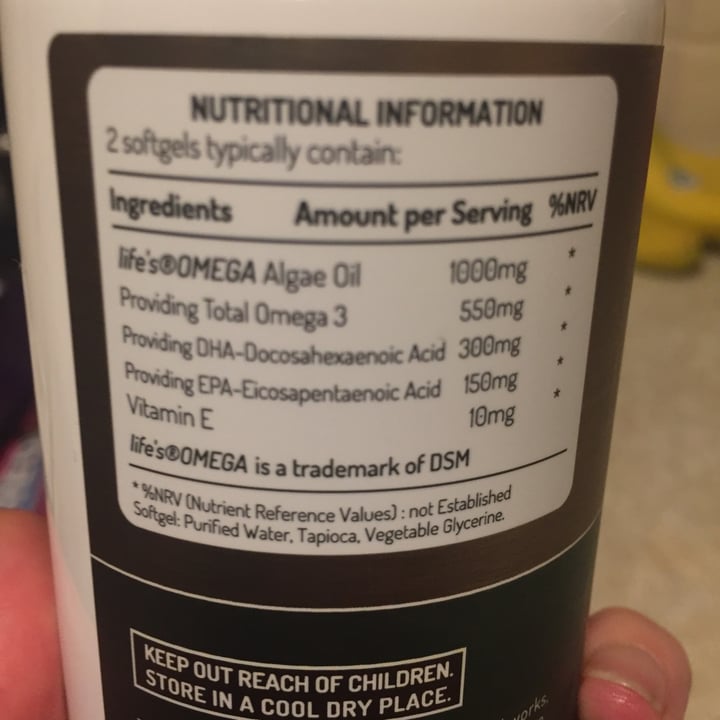 NUTRITIONAL INFORMATION
2 softgels typically contain:
Ingredients Amount per Serving %NRV
life's®OMEGA Algae Oil 1000mg *
Providing Total Omega 3 550mg *
Providing DHA-Docosahexaenoic Acid 300mg *
Providing EPA-Eicosapentaenoic Acid 150mg *
Vitamin E 10mg *
life's®OMEGA is a trademark of DSM
* %NRV (Nutrient Reference Values) : not Established
Softgel: Purified Water, Tapioca, Vegetable Glycerine.
KEEP OUT REACH OF CHILDREN.
STORE IN A COOL DRY PLACE.